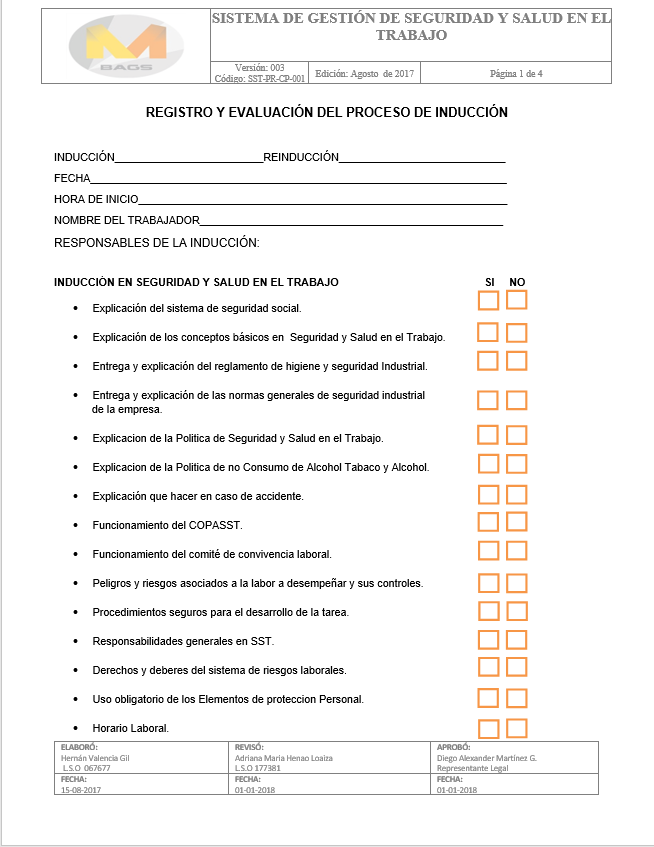 M
BAGS
SISTEMA DE GESTIÓN DE SEGURIDAD Y SALUD EN EL
TRABAJO
Versión: 003
Código: SST-PR-CP-001
Edición: Agosto de 2017
Página 1 de 4
REGISTRO Y EVALUACIÓN DEL PROCESO DE INDUCCIÓN
INDUCCIÓN________________________REINDUCCIÓN___________________________
FECHA___________________________________________________________________
HORA DE INICIO____________________________________________________________
NOMBRE DEL TRABAJADOR_________________________________________________
RESPONSABLES DE LA INDUCCIÓN:
INDUCCIÓN EN SEGURIDAD Y SALUD EN EL TRABAJO SI NO
• Explicación del sistema de seguridad social.
• Explicación de los conceptos básicos en Seguridad y Salud en el Trabajo.
• Entrega y explicación del reglamento de higiene y seguridad Industrial.
• Entrega y explicación de las normas generales de seguridad industrial
de la empresa.
• Explicacion de la Politica de Seguridad y Salud en el Trabajo.
• Explicacion de la Politica de no Consumo de Alcohol Tabaco y Alcohol.
• Explicación que hacer en caso de accidente.
• Funcionamiento del COPASST.
• Funcionamiento del comité de convivencia laboral.
• Peligros y riesgos asociados a la labor a desempeñar y sus controles.
• Procedimientos seguros para el desarrollo de la tarea.
• Responsabilidades generales en SST.
• Derechos y deberes del sistema de riesgos laborales.
• Uso obligatorio de los Elementos de proteccion Personal.
• Horario Laboral.
ELABORÓ:
Hernán Valencia Gil
L.S.O 067677
REVISÓ:
Adriana Maria Henao Loaiza
L.S.O 177381
APROBÓ:
Diego Alexander Martínez G.
Representante Legal
FECHA:
15-08-2017
FECHA:
01-01-2018
FECHA:
01-01-2018